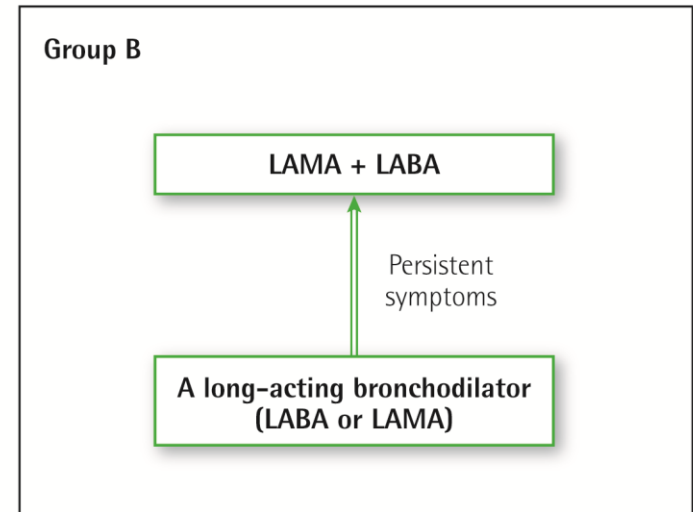 Group B
LAMA + LABA
Persistent
symptoms
A long-acting bronchodilator
(LABA or LAMA)